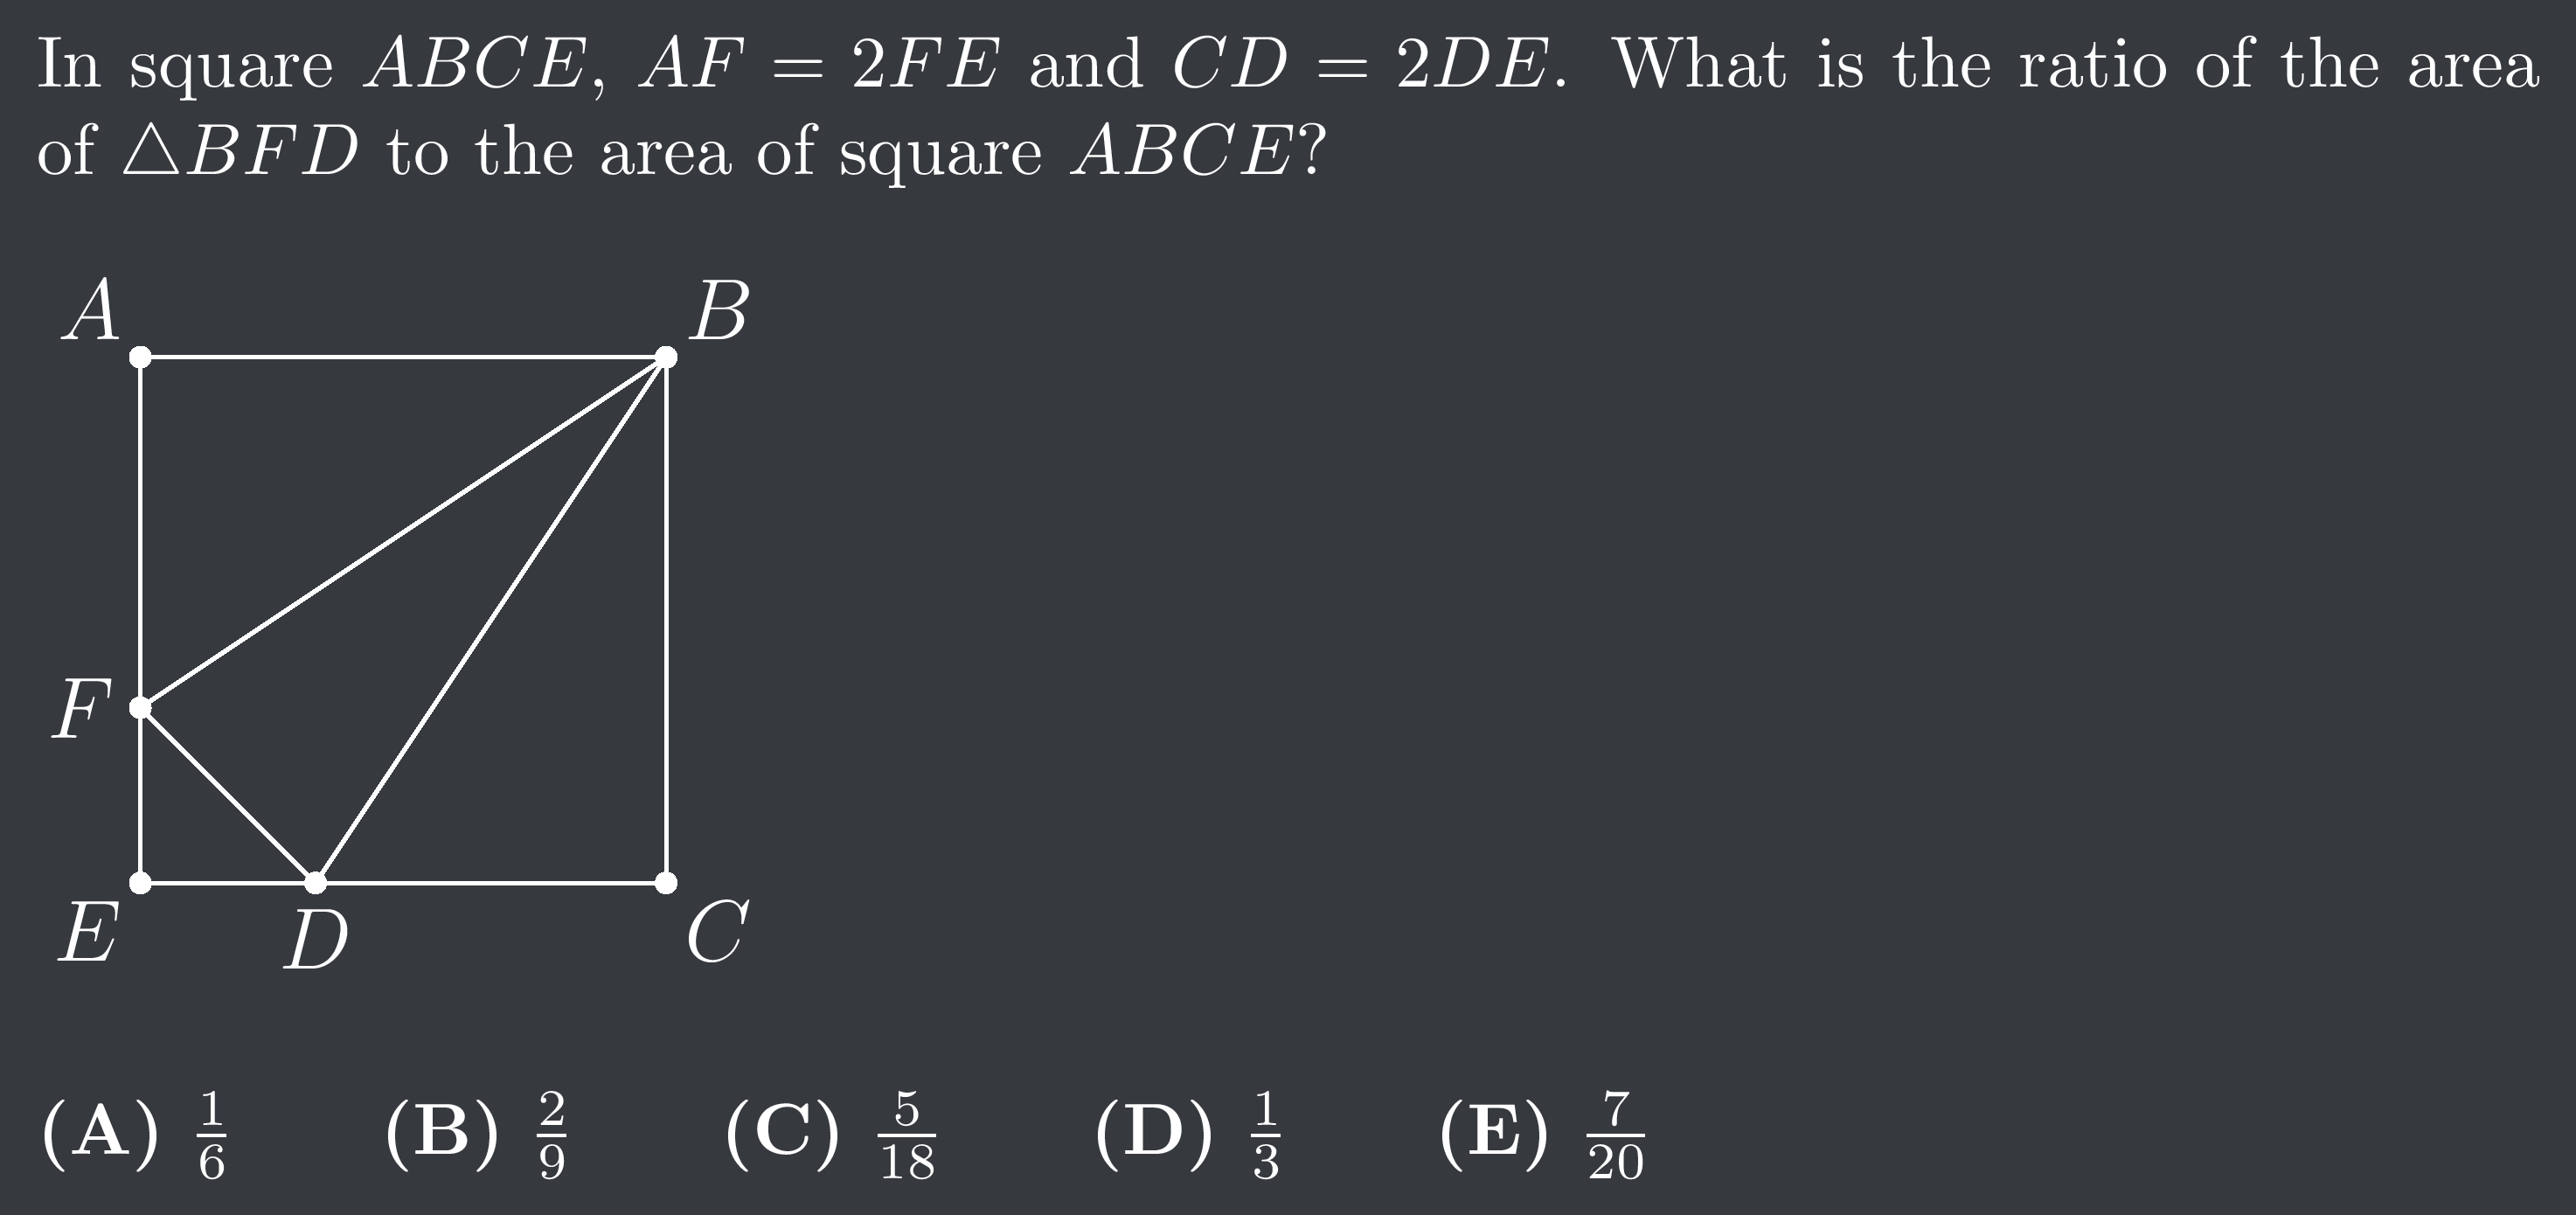 In square ABCE, AF = 2FE and CD = 2DE. What is the ratio of the area
of △BFD to the area of square ABCE?
A B
F
E D C
(A) 1/6 (B) 2/9 (C) 5/18 (D) 1/3 (E) 7/20